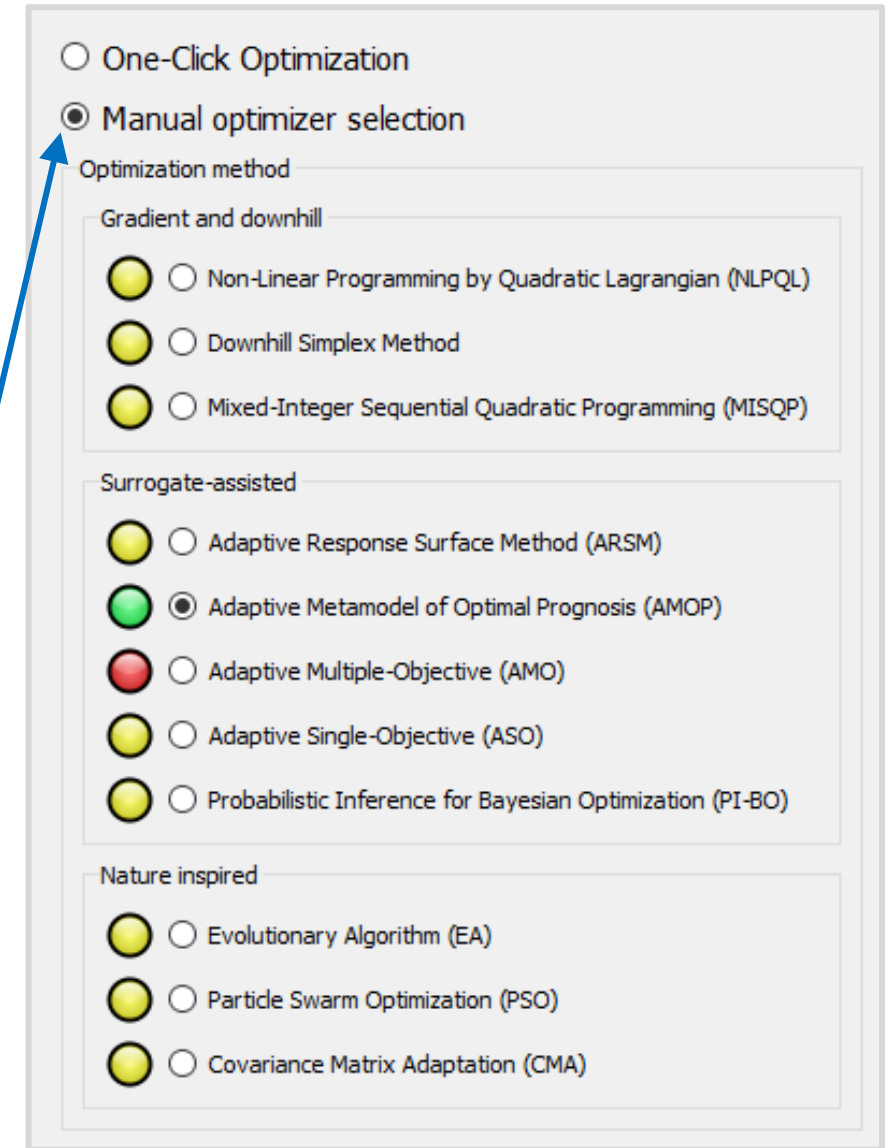 One-Click Optimization
Manual optimizer selection
Optimization method
Gradient and downhill
Non-Linear Programming by Quadratic Lagrangian (NLPQL)
Downhill Simplex Method
Mixed-Integer Sequential Quadratic Programming (MISQP)
Surrogate-assisted
Adaptive Response Surface Method (ARSM)
Adaptive Metamodel of Optimal Prognosis (AMOP)
Adaptive Multiple-Objective (AMO)
Adaptive Single-Objective (ASO)
Probabilistic Inference for Bayesian Optimization (PI-BO)
Nature inspired
Evolutionary Algorithm (EA)
Particle Swarm Optimization (PSO)
Covariance Matrix Adaptation (CMA)